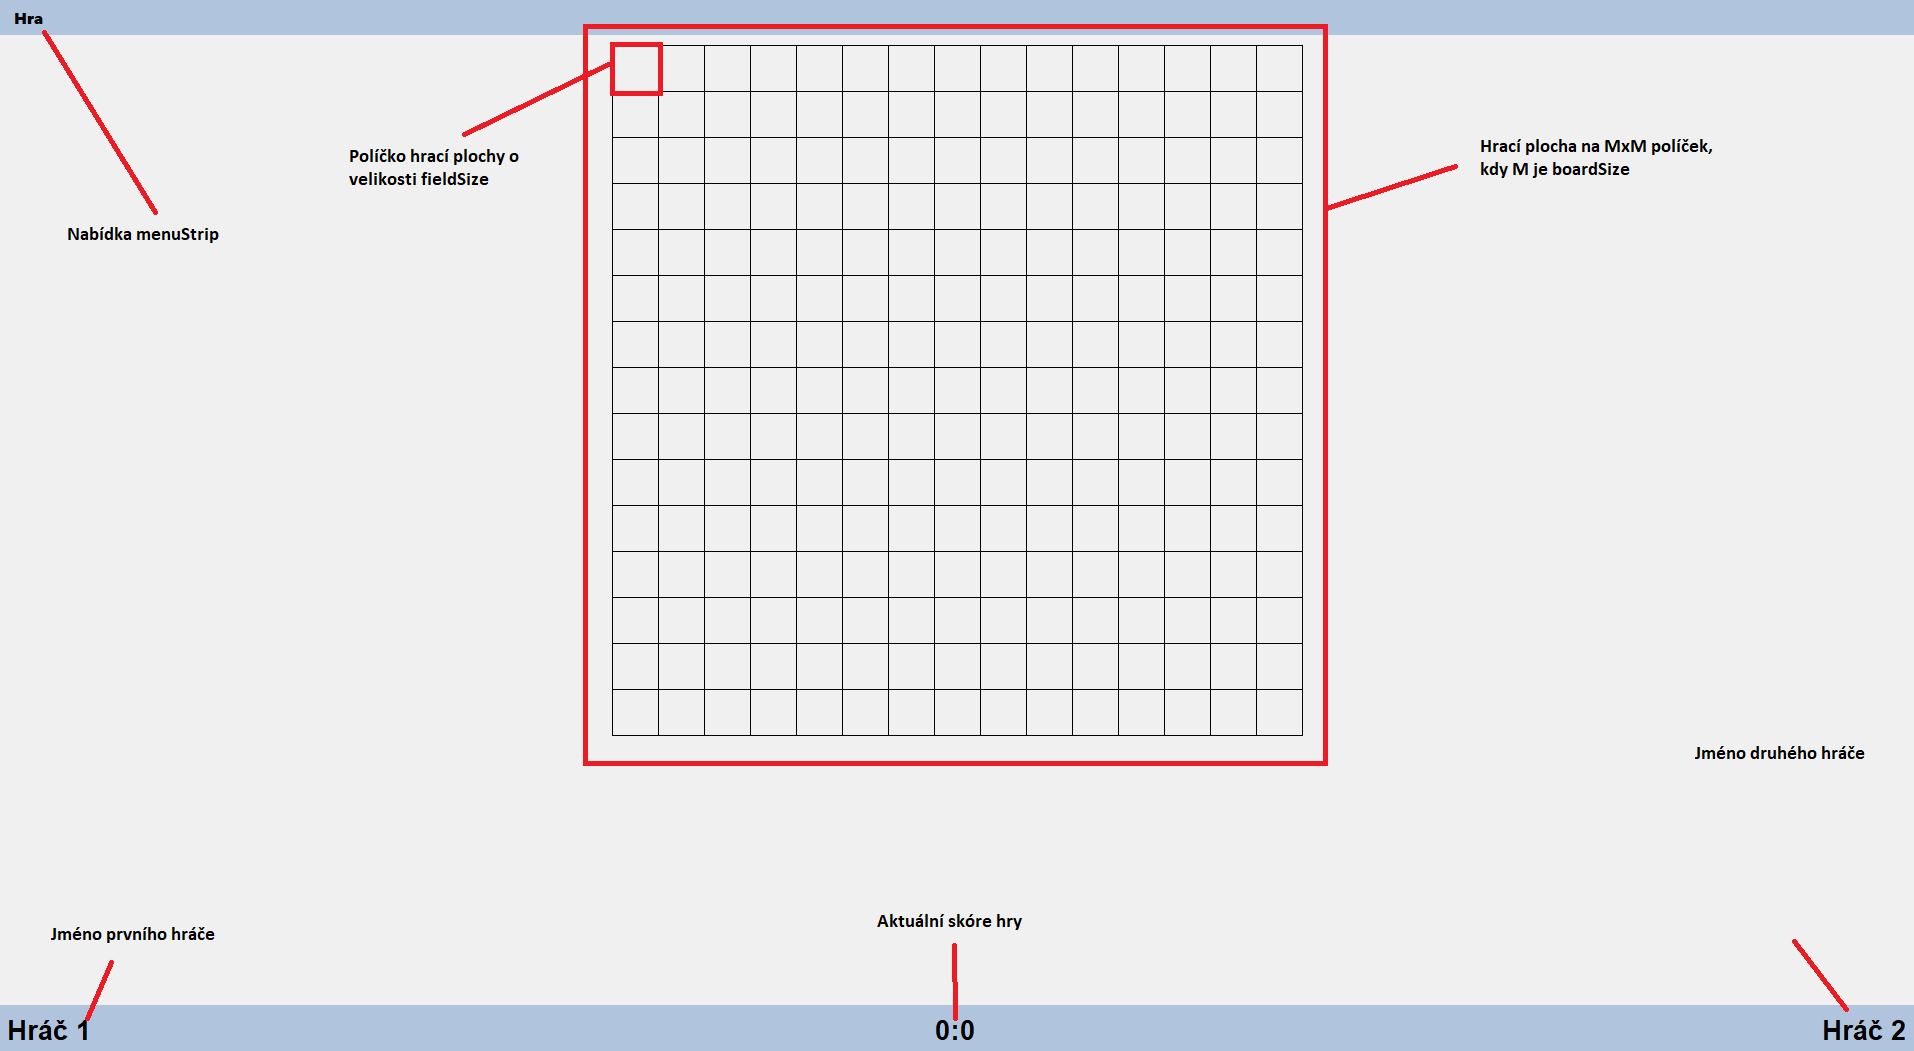 Hra
Políčko hrací plochy o
velikosti fieldSize
Hrací plocha na MxM políček,
kdy M je boardSize
Nabídka menuStrip
Jméno druhého hráče
Jméno prvního hráče
Aktuální skóre hry
Hráč 1
0:0
Hráč 2